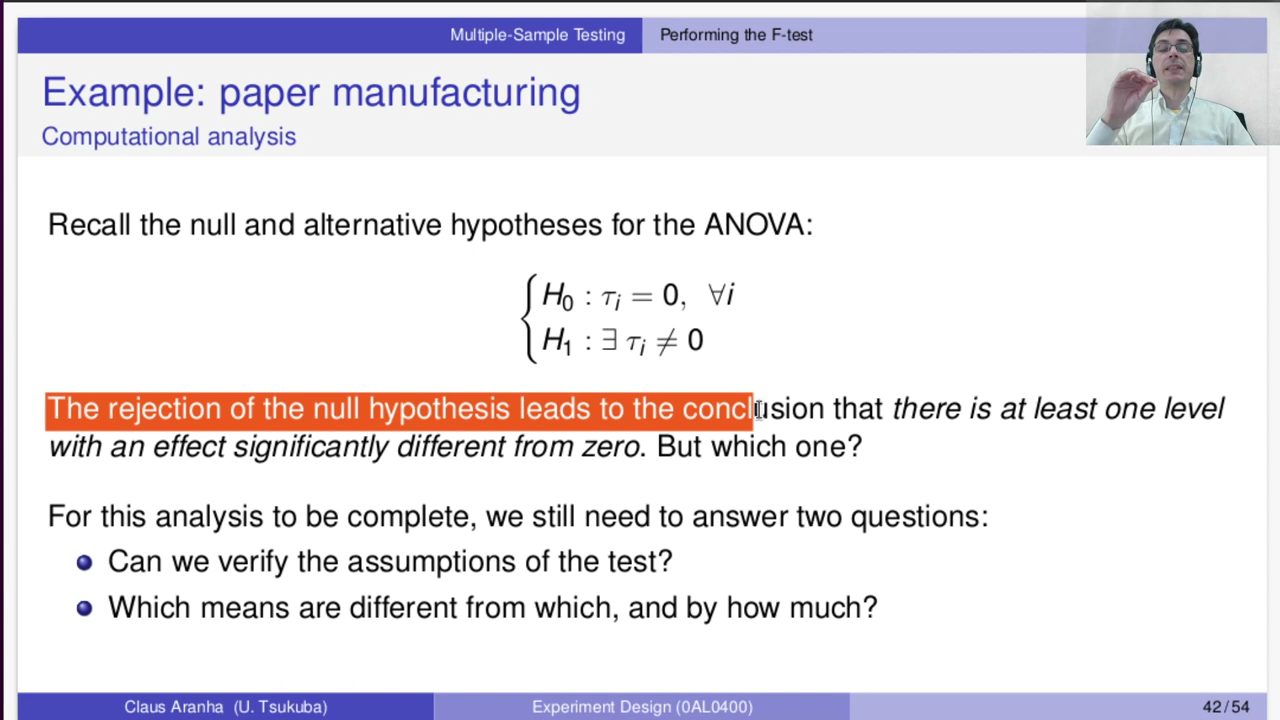 Multiple-Sample Testing Performing the F-test
Example: paper manufacturing
Computational analysis
Recall the null and alternative hypotheses for the ANOVA:
H₀ : τᵢ = 0, ∀i
H₁ : ∃ τᵢ ≠ 0
The rejection of the null hypothesis leads to the conclusion that there is at least one level
with an effect significantly different from zero. But which one?
For this analysis to be complete, we still need to answer two questions:
Can we verify the assumptions of the test?
Which means are different from which, and by how much?
Claus Aranha (U. Tsukuba) Experiment Design (0AL0400) 42 / 54